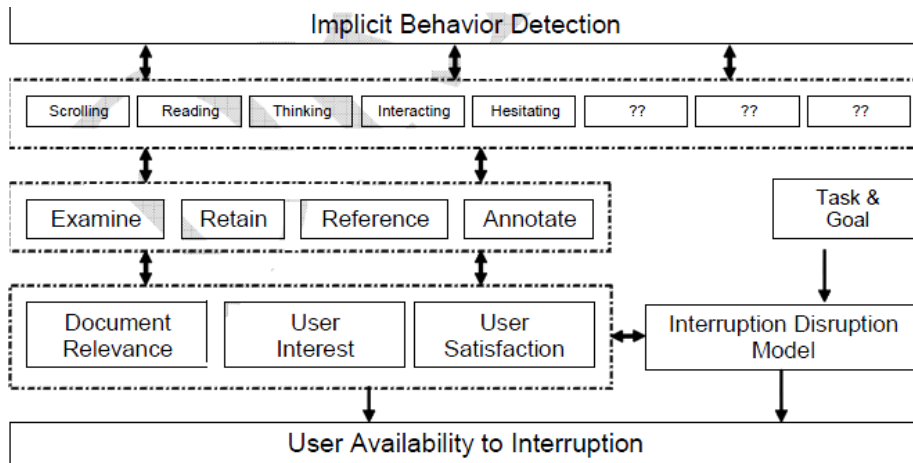 Implicit Behavior Detection
Scrolling
Reading
Thinking
Interacting
Hesitating
??
??
??
Examine
Retain
Reference
Annotate
Task &
Goal
Document
Relevance
User
Interest
User
Satisfaction
Interruption Disruption
Model
User Availability to Interruption